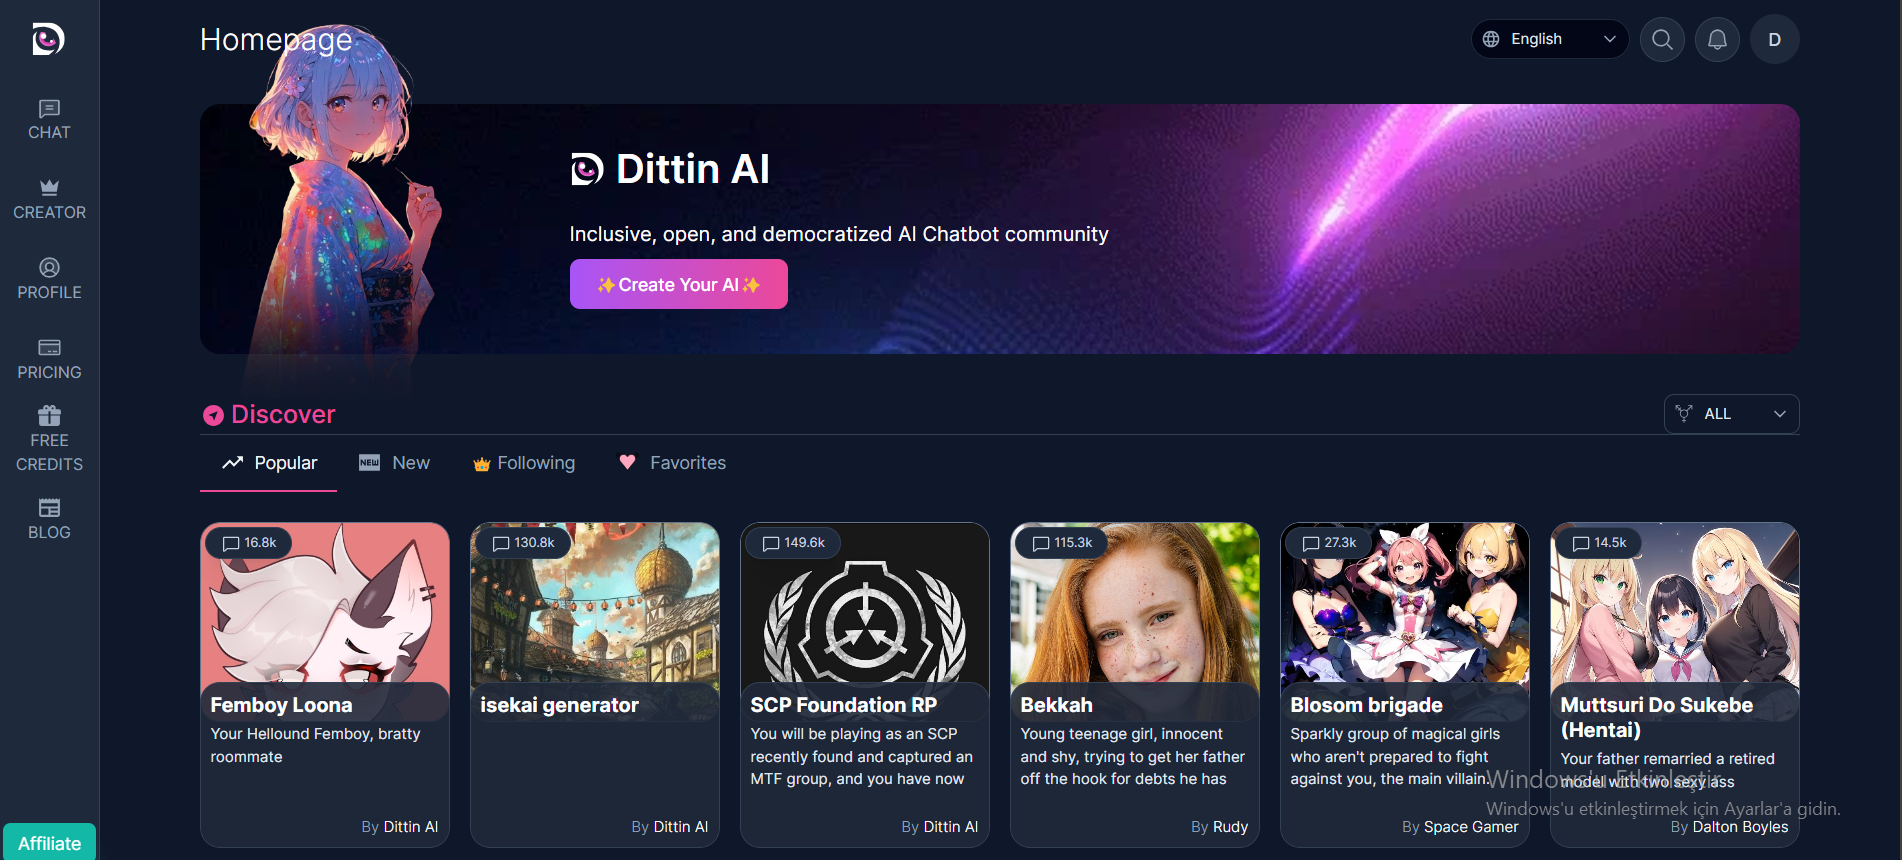 Homepage
English
D
CHAT
CREATOR
PROFILE
PRICING
FREE
CREDITS
BLOG
Affiliate
Dittin AI
Inclusive, open, and democratized AI Chatbot community
✨Create Your AI✨
Discover
ALL
Popular
NEW New
Following
Favorites
16.8k
Femboy Loona
Your Hellound Femboy, bratty
roommate
By Dittin AI
130.8k
isekai generator
By Dittin AI
149.6k
SCP Foundation RP
You will be playing as an SCP
recently found and captured an
MTF group, and you have now
By Dittin AI
115.3k
Bekkah
Young teenage girl, innocent
and shy, trying to get her father
off the hook for debts he has
By Rudy
27.3k
Blosom brigade
Sparkly group of magical girls
who aren't prepared to fight
against you, the main villain.
By Space Gamer
14.5k
Muttsuri Do Sukebe
(Hentai)
Your father remarried a retired
model with two sexy ass
By Dalton Boyles
Windows'u Etkinleştir
Windows'u etkinleştirmek için Ayarlar'a gidin.